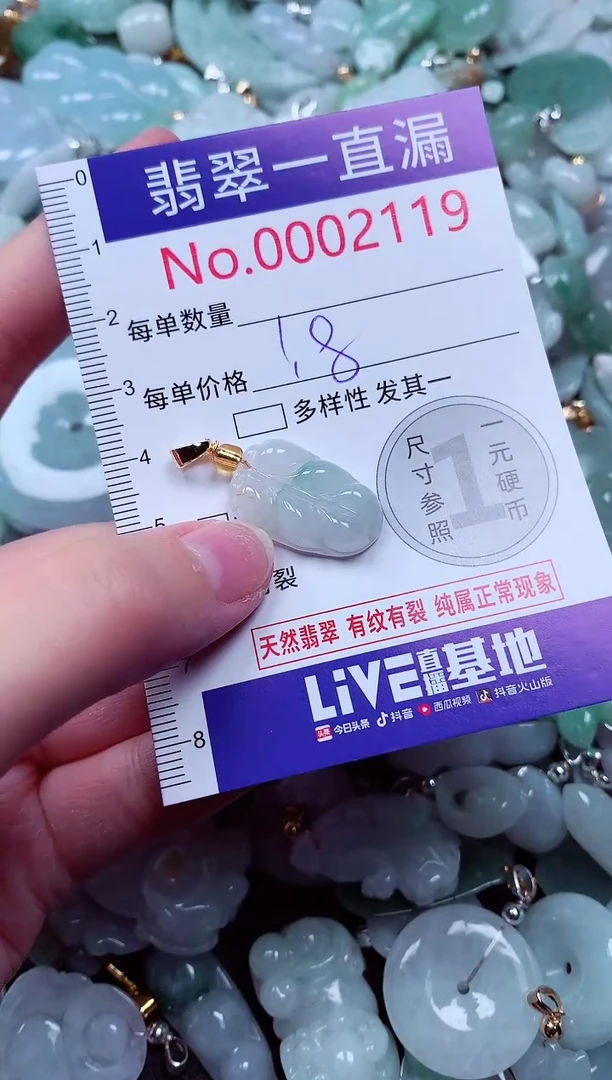 翡翠一直漏
No.0002119
每单数量
1.8
每单价格
多样性 发其一
尺寸参照
1
一元硬币
裂
天然翡翠 有纹有裂 纯属正常现象
LiVE直播基地
头条 今日头条 抖音 西瓜视频 抖音火山版
0
1
2
3
4
5
7
8